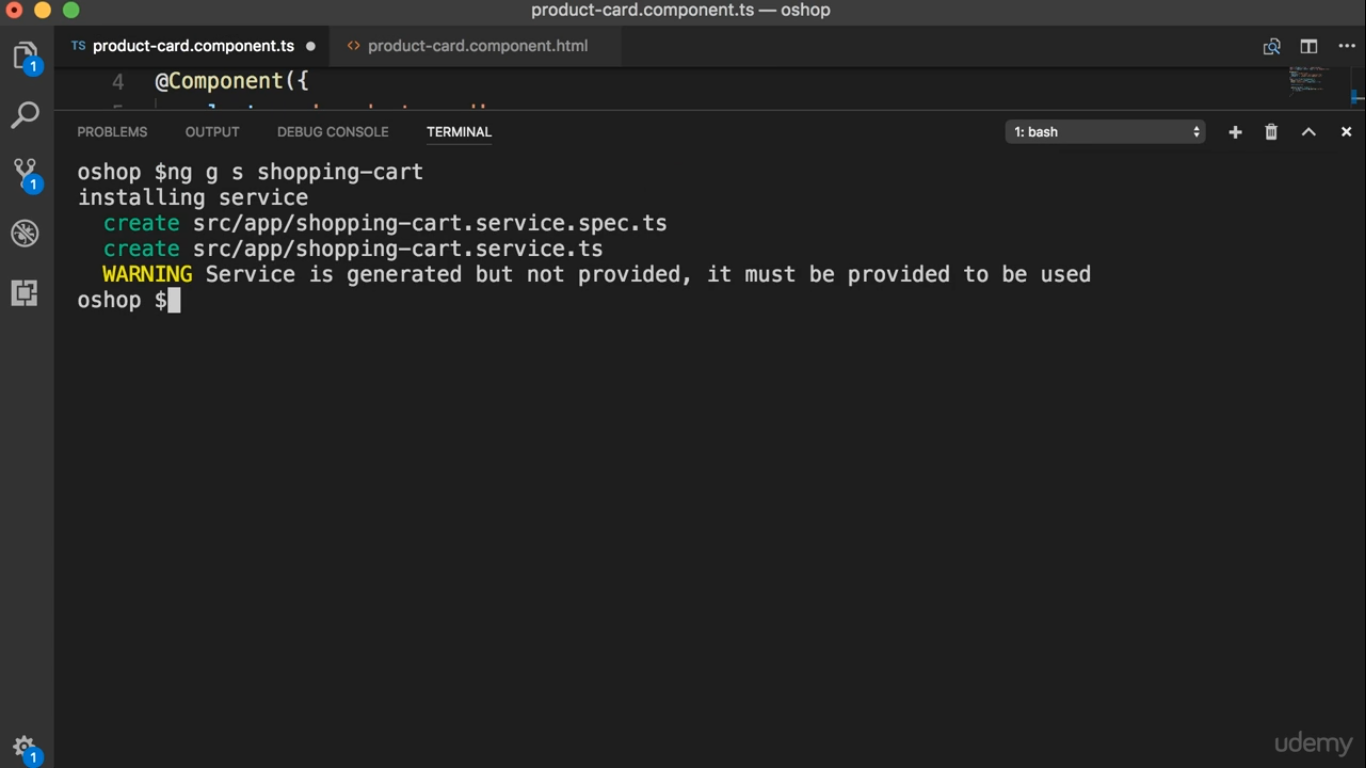 product-card.component.ts — oshop
TS product-card.component.ts
<> product-card.component.html
4 @Component({
PROBLEMS OUTPUT DEBUG CONSOLE TERMINAL
1: bash
oshop $ng g s shopping-cart
installing service
create src/app/shopping-cart.service.spec.ts
create src/app/shopping-cart.service.ts
WARNING Service is generated but not provided, it must be provided to be used
oshop $
1
1
1
udemy